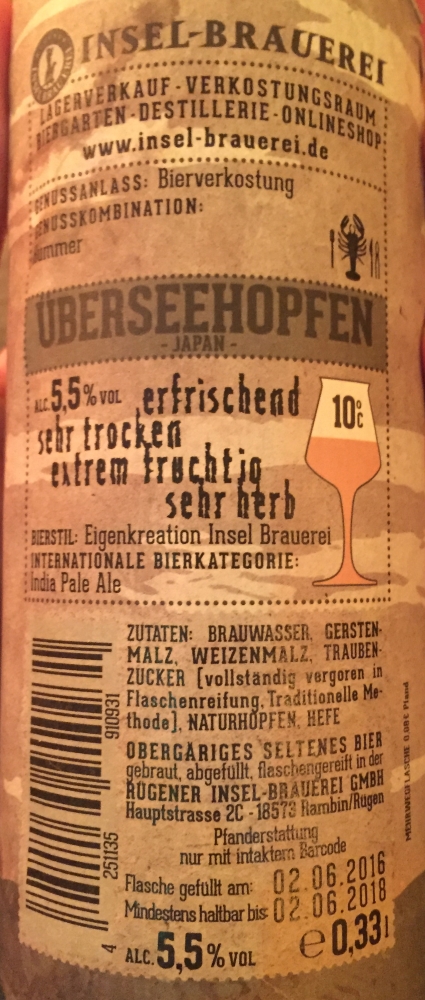 INSEL-BRAUEREI
LAGERVERKAUF-VERKOSTUNGSRAUM
BIERGARTEN-DESTILLERIE-ONLINESHOP
www.insel-brauerei.de
GENUSSANLASS: Bierverkostung
GENUSSKOMBINATION:
Hummer
ÜBERSEEHOPFEN
- JAPAN -
ALC. 5,5% VOL erfrischend
sehr trocken
extrem fruchtig
sehr herb
10°C
BIERSTIL: Eigenkreation Insel Brauerei
INTERNATIONALE BIERKATEGORIE:
India Pale Ale
ZUTATEN: BRAUWASSER, GERSTEN-
MALZ, WEIZENMALZ, TRAUBEN-
ZUCKER [vollständig vergoren in
Flaschenreifung, Traditionelle Me-
thode], NATURHOPFEN, HEFE
OBERGÄRIGES SELTENES BIER
gebraut, abgefüllt, flaschengereift in der
RÜGENER INSEL-BRAUEREI GMBH
Hauptstrasse 2C - 18573 Rambin/Rügen
Pfanderstattung
nur mit intaktem Barcode
Flasche gefüllt am: 02.06.2016
Mindestens haltbar bis: 02.06.2018
ALC. 5,5% VOL e 0,33l
4 251135 910931
MEHRWEGFLASCHE 0,08€ Pfand